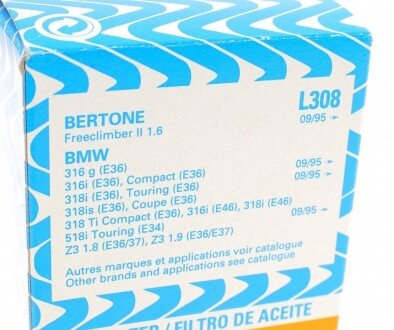 L308
BERTONE
Freeclimber II 1.6 09/95 →
BMW
316 g (E36)
316i (E36), Compact (E36) 09/95 →
318i (E36), Touring (E36) 09/95 →
318is (E36), Coupe (E36)
318 Ti Compact (E36), 316i (E46), 318i (E46)
518i Touring (E34) 09/95 →
Z3 1.8 (E36/37), Z3 1.9 (E36/E37)
Autres marques et applications voir catalogue
Other brands and applications see catalogue
/ FILTRO DE ACEITE